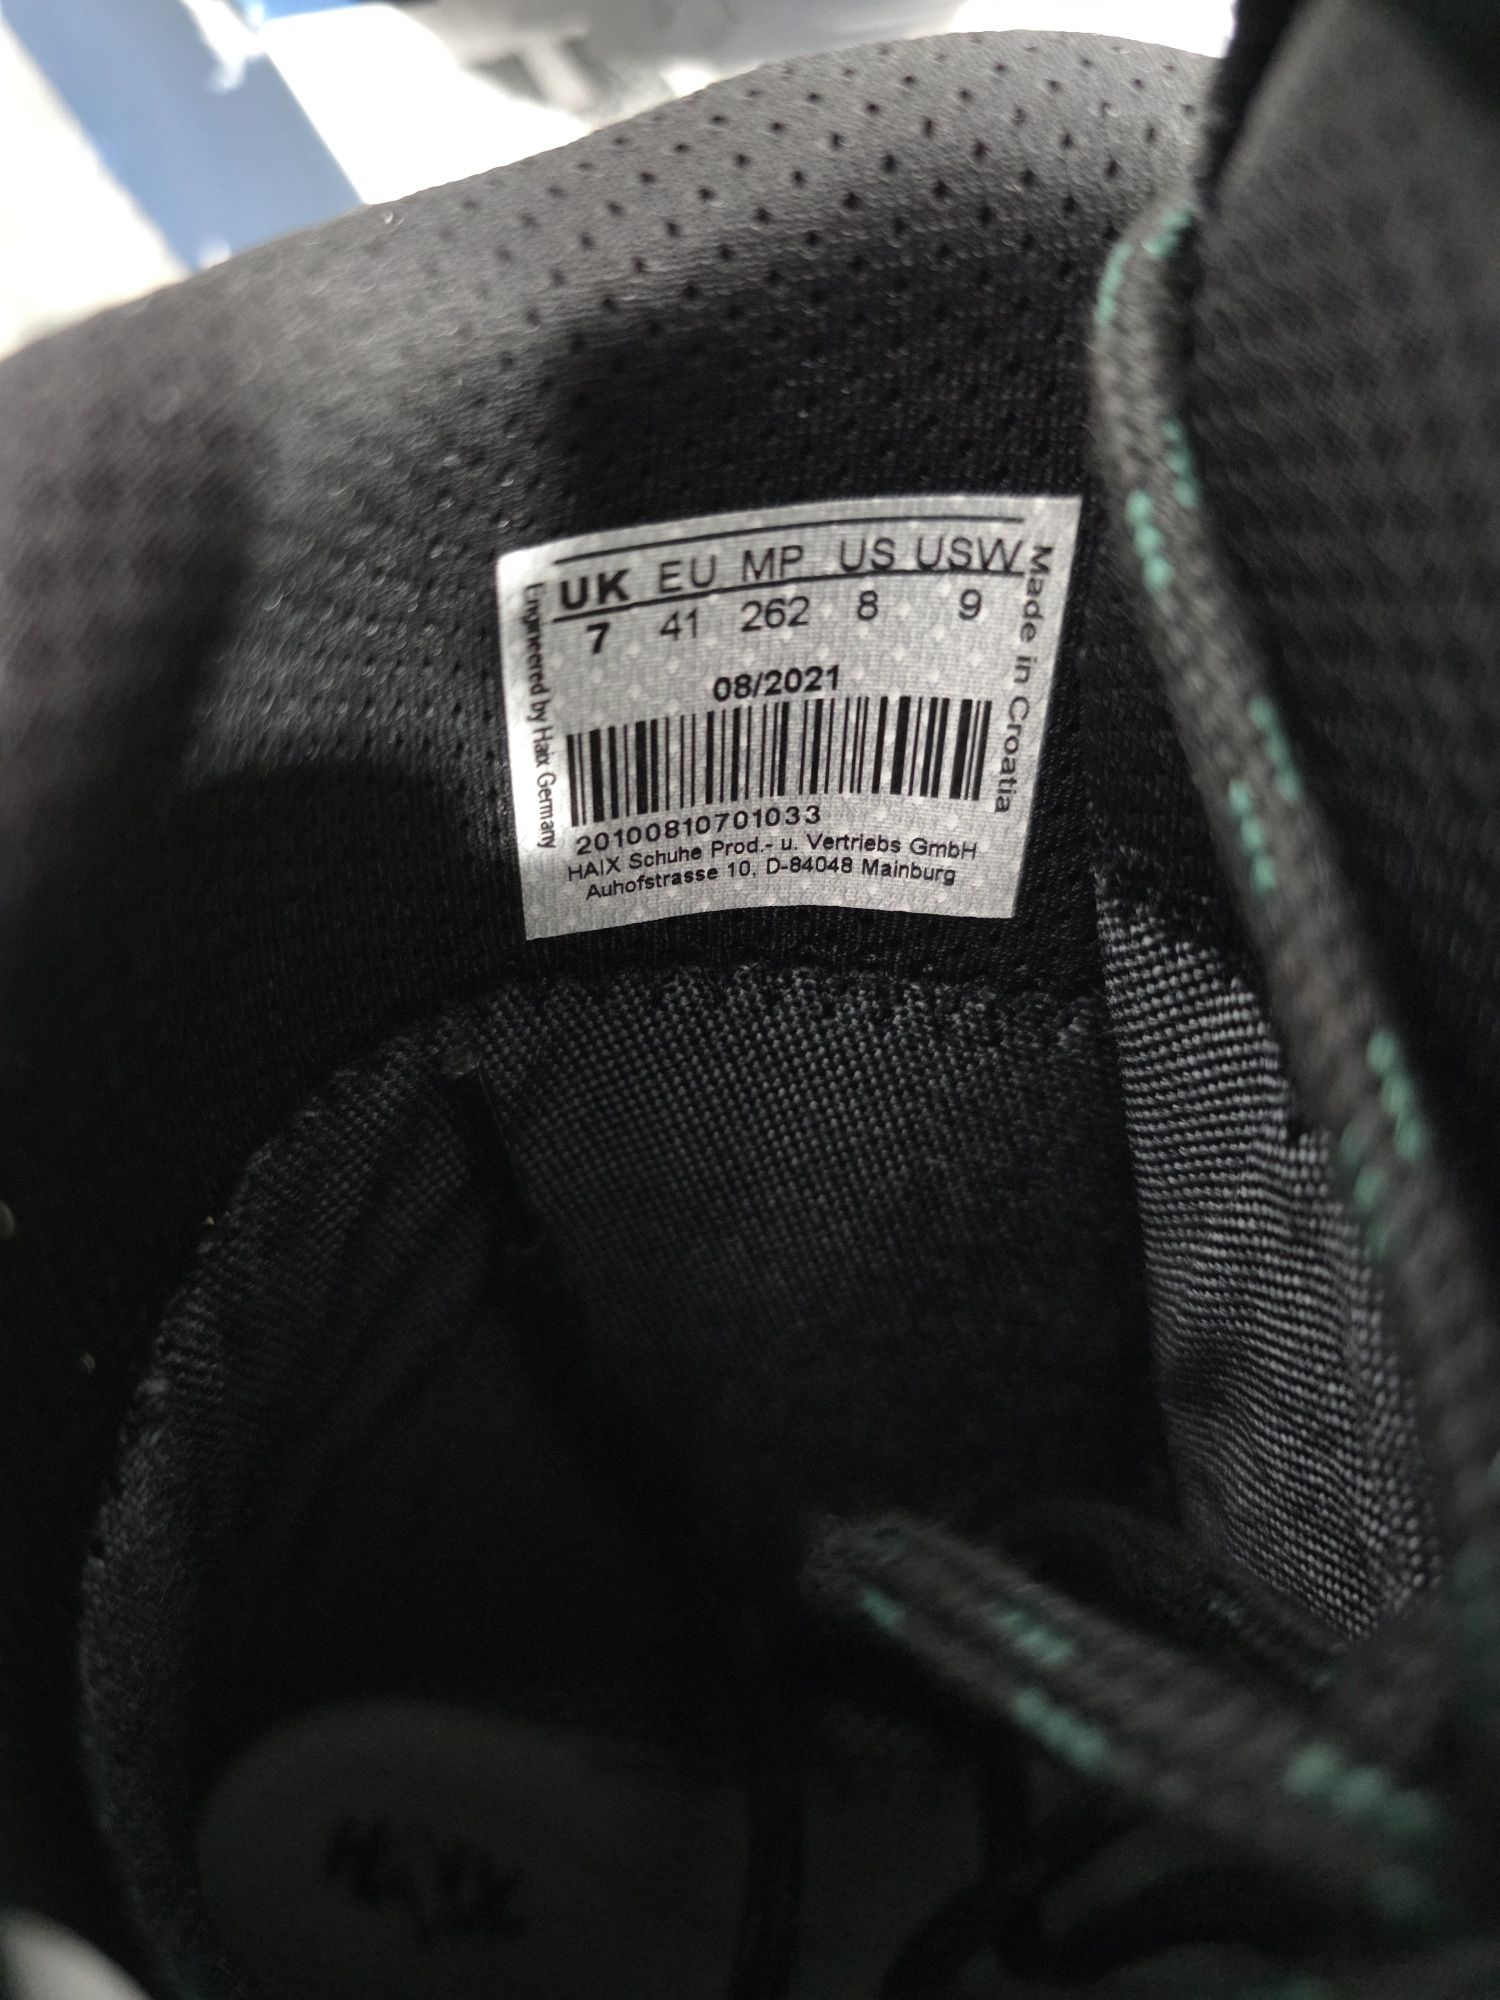 UK EU MP US USW
7 41 262 8 9
08/2021
20100810701033
HAIX Schuhe Prod.- u. Vertriebs GmbH
Auhofstrasse 10, D-84048 Mainburg
Engineered by Haix Germany
Made in Croatia
HAIX